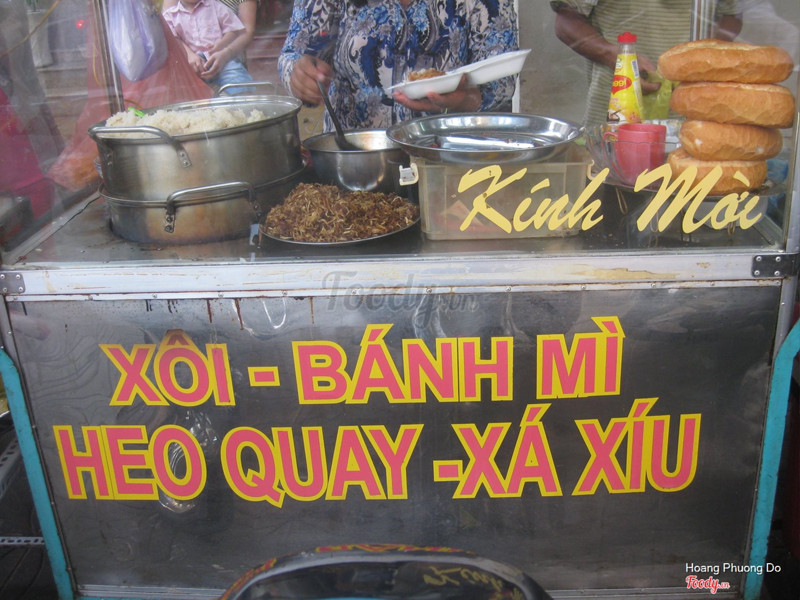 Kính Mời
Foody.vn
XÔI - BÁNH MÌ
HEO QUAY -XÁ XÍU
Hoang Phuong Do
Foody.vn